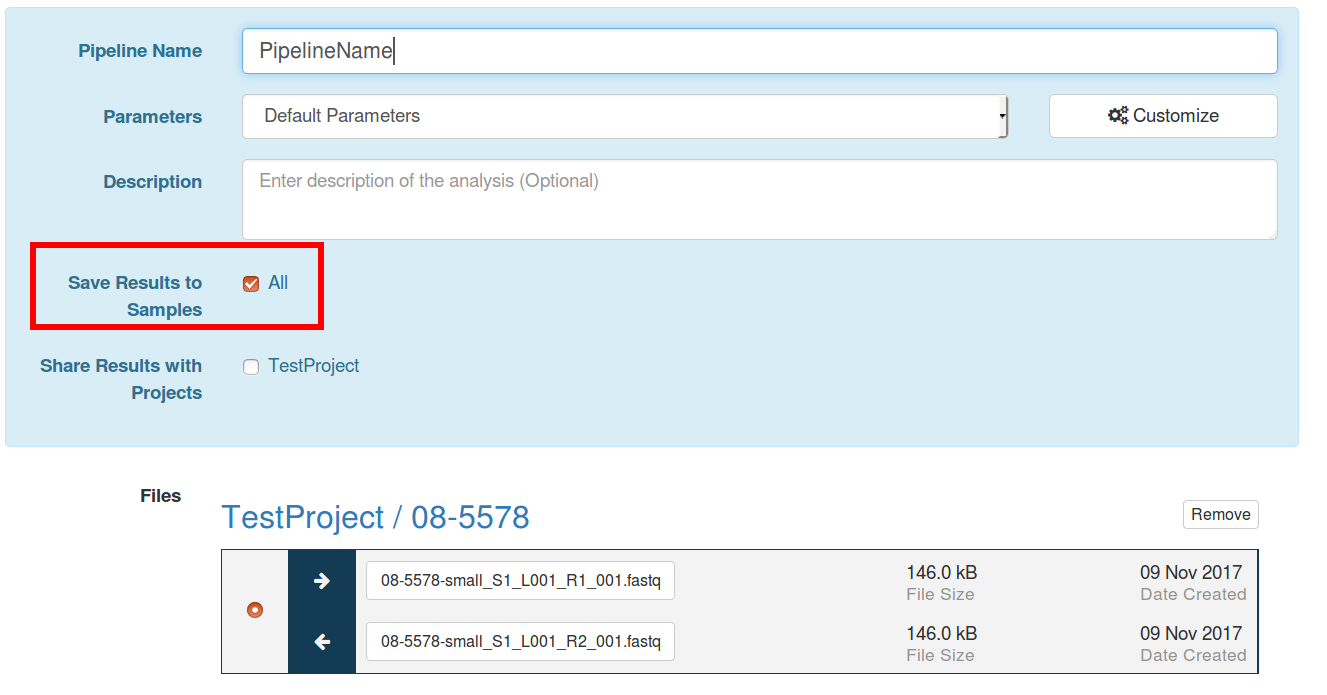 Pipeline Name
PipelineName
Parameters
Default Parameters
Customize
Description
Enter description of the analysis (Optional)
Save Results to
Samples
All
Share Results with
Projects
TestProject
Files
TestProject / 08-5578
Remove
08-5578-small_S1_L001_R1_001.fastq
146.0 kB
File Size
09 Nov 2017
Date Created
08-5578-small_S1_L001_R2_001.fastq
146.0 kB
File Size
09 Nov 2017
Date Created